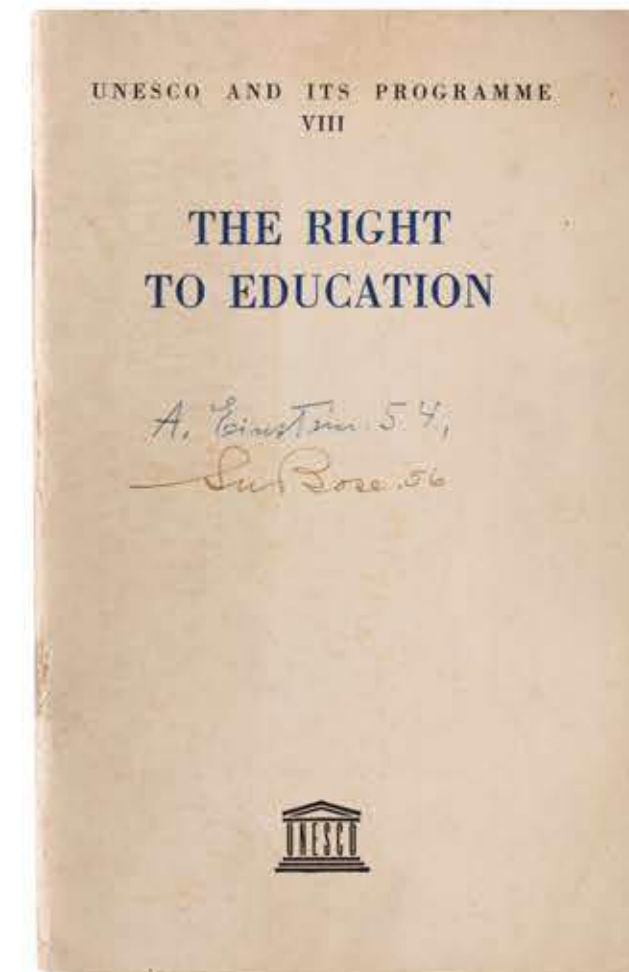 UNESCO AND ITS PROGRAMME
VIII
THE RIGHT
TO EDUCATION
A. Einstein 54,
Bose 56
UNESCO